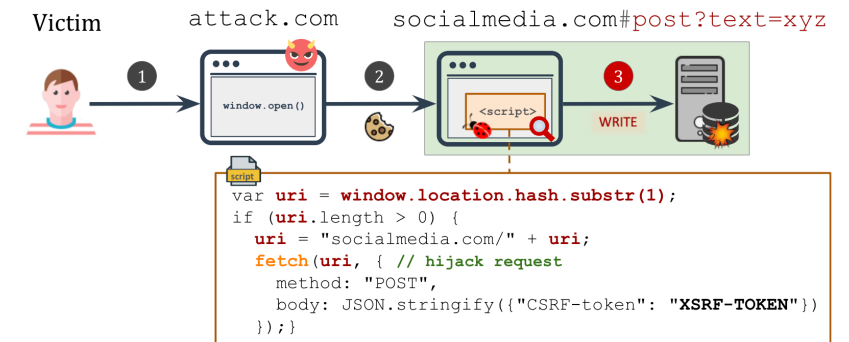 Victim
attack.com
socialmedia.com#post?text=xyz
1
2
3
window.open()
<script>
WRITE
script
var uri = window.location.hash.substr(1);
if (uri.length > 0) {
uri = "socialmedia.com/" + uri;
fetch(uri, { // hijack request
method: "POST",
body: JSON.stringify({"CSRF-token": "XSRF-TOKEN"})
});}